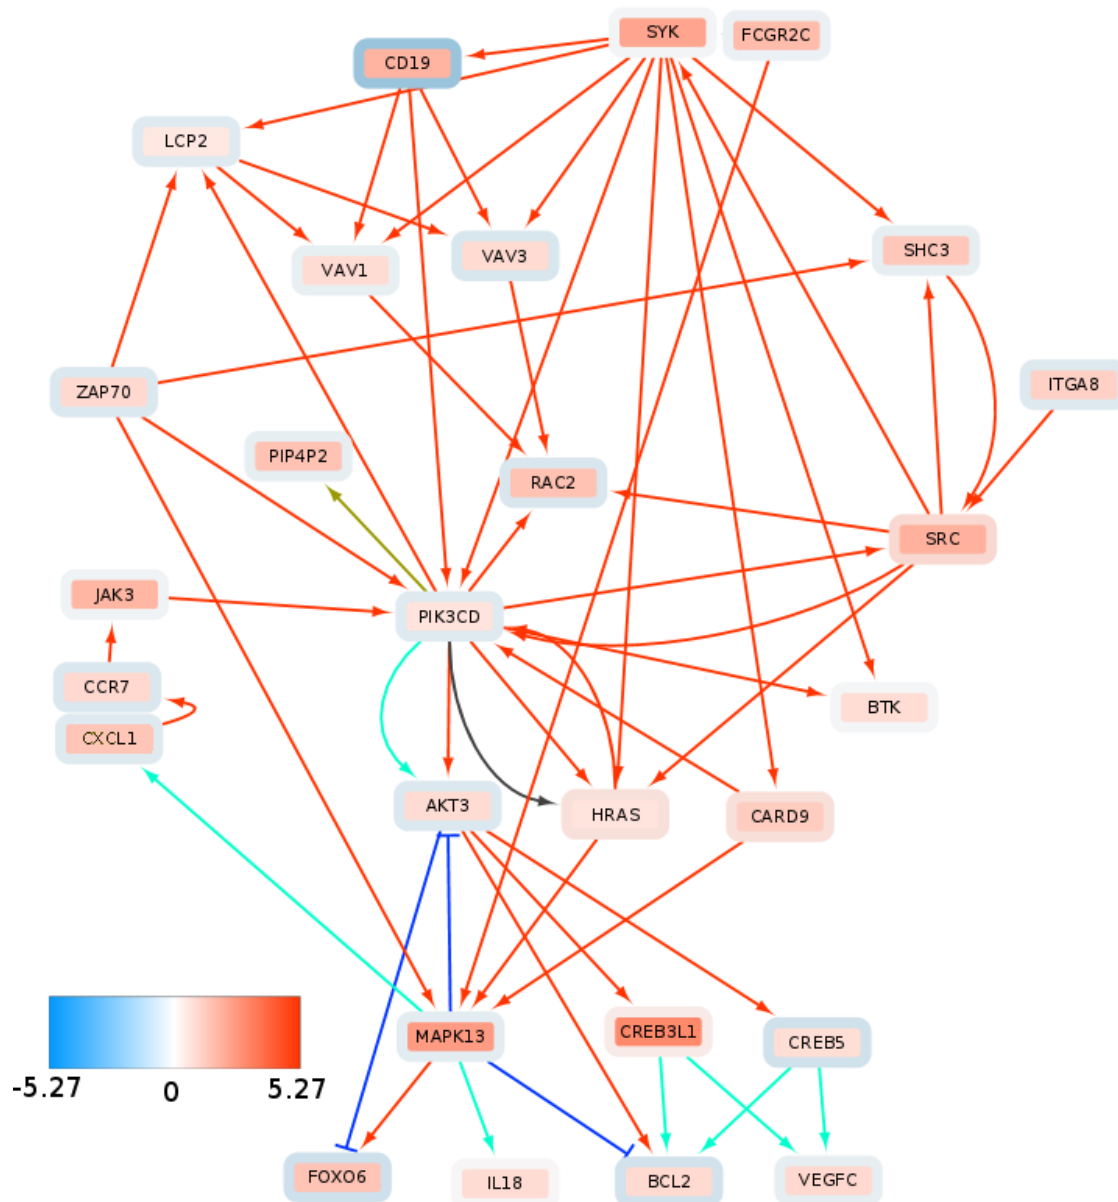 SYK
FCGR2C
CD19
LCP2
VAV1
VAV3
SHC3
ZAP70
ITGA8
PIP4P2
RAC2
SRC
JAK3
PIK3CD
CCR7
BTK
CXCL1
AKT3
HRAS
CARD9
MAPK13
CREB3L1
CREB5
-5.27
0
5.27
FOXO6
IL18
BCL2
VEGFC